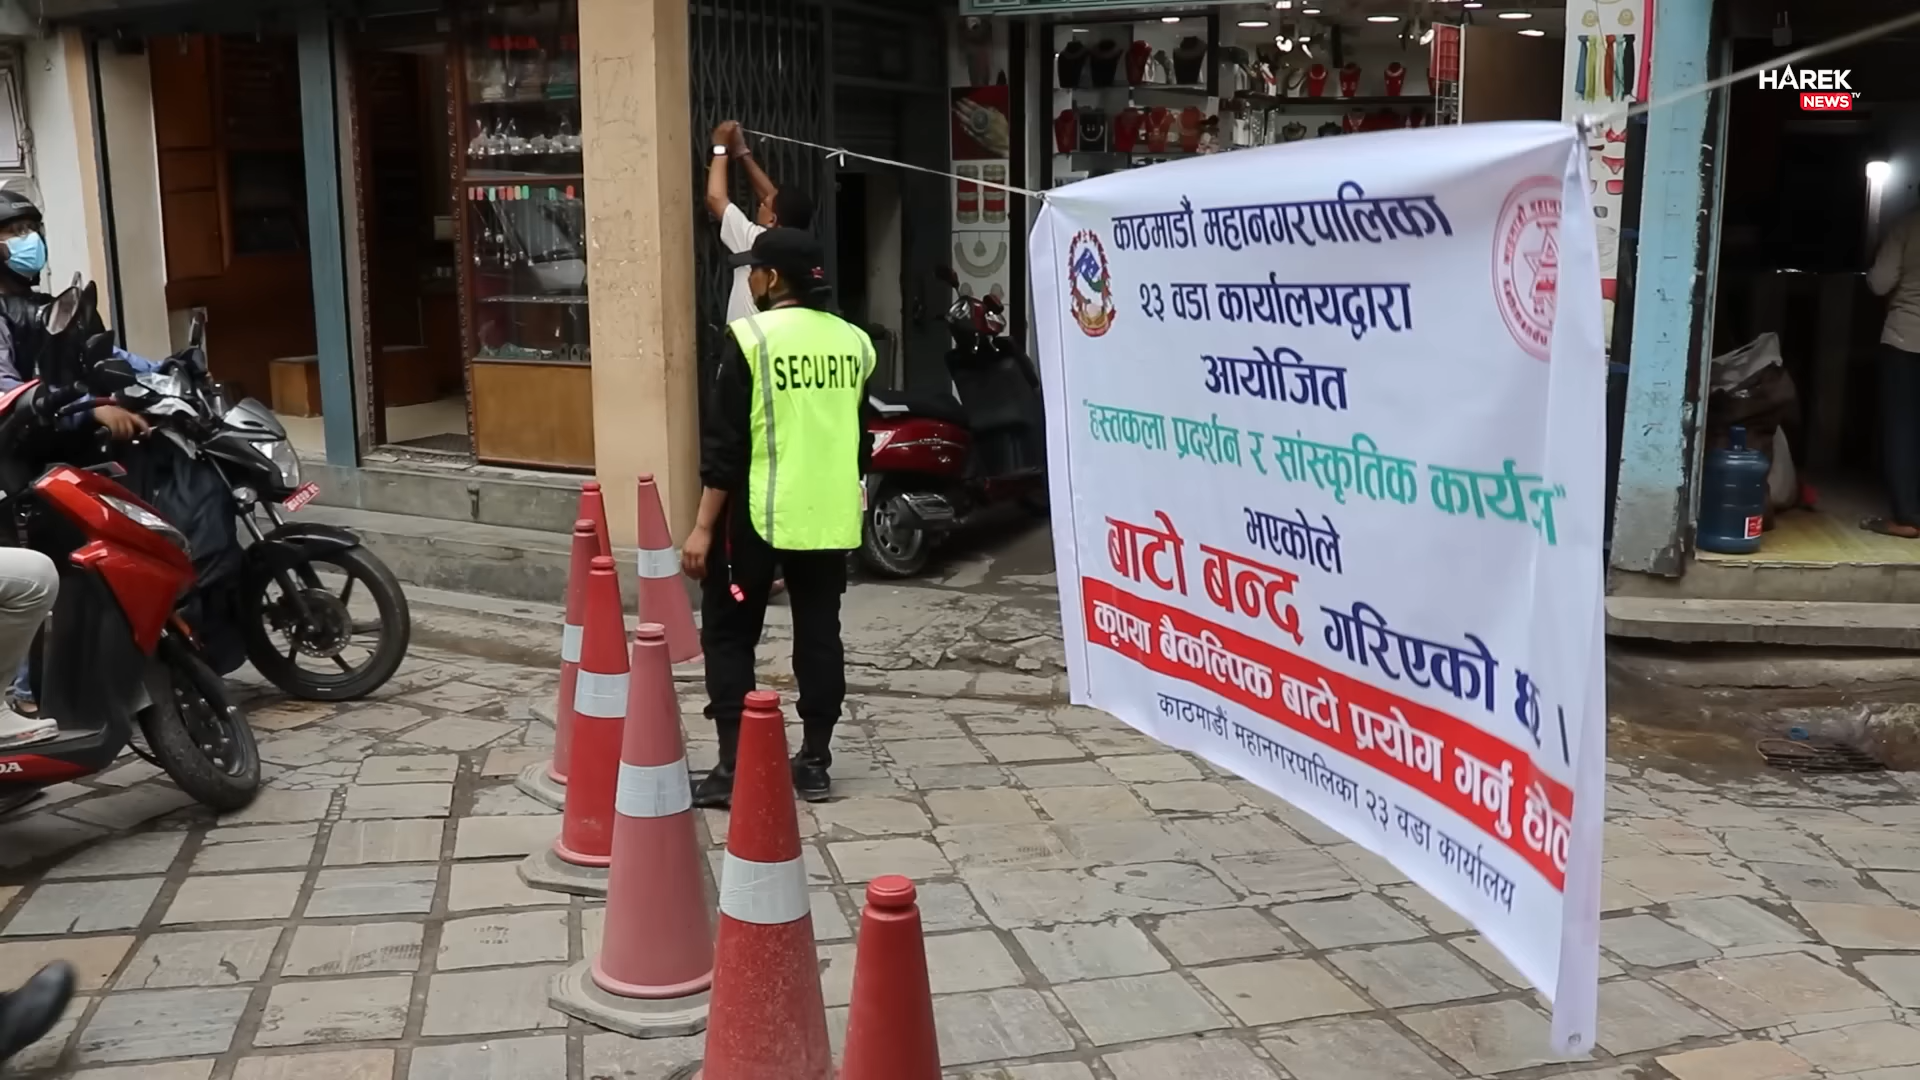 HAREK
NEWS TV
SECURITY
काठमाडौं महानगरपालिका
२३ वडा कार्यालयद्वारा
आयोजित
"हस्तकला प्रदर्शन र सांस्कृतिक
भएकोले
बाटो बन्द गरिएको छ ।
कृपया बैकल्पिक बाटो प्रयोग गर्नु
काठमाडौं महानगरपालिका २३ वडा कार्यालय